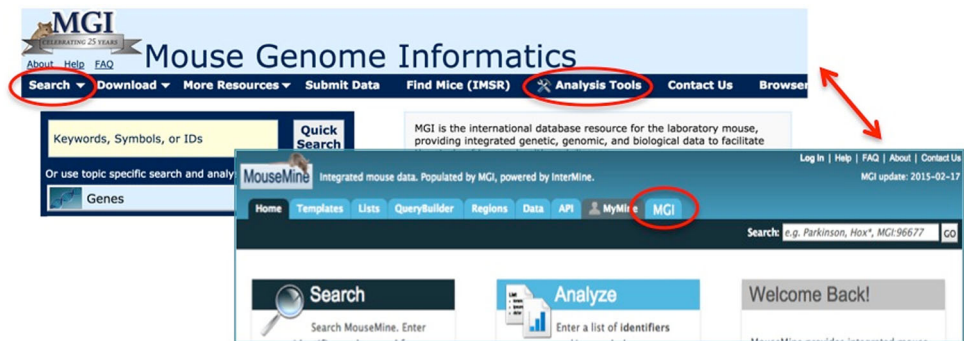 MGI
CELEBRATING 25 YEARS
About Help FAQ
Mouse Genome Informatics
Search Download More Resources Submit Data Find Mice (IMSR) Analysis Tools Contact Us Browser
Keywords, Symbols, or IDs
Quick
Search
MGI is the international database resource for the laboratory mouse,
providing integrated genetic, genomic, and biological data to facilitate
Or use topic specific search and analy
Genes
MouseMine
Integrated mouse data. Populated by MGI, powered by InterMine.
Log in | Help | FAQ | About | Contact Us
MGI update: 2015-02-17
Home Templates Lists QueryBuilder Regions Data API MyMine MGI
Search: e.g. Parkinson, Hox*, MGI:96677 GO
Search
Search MouseMine. Enter
Analyze
Enter a list of identifiers
Welcome Back!
MouseMine provides integrated mouse